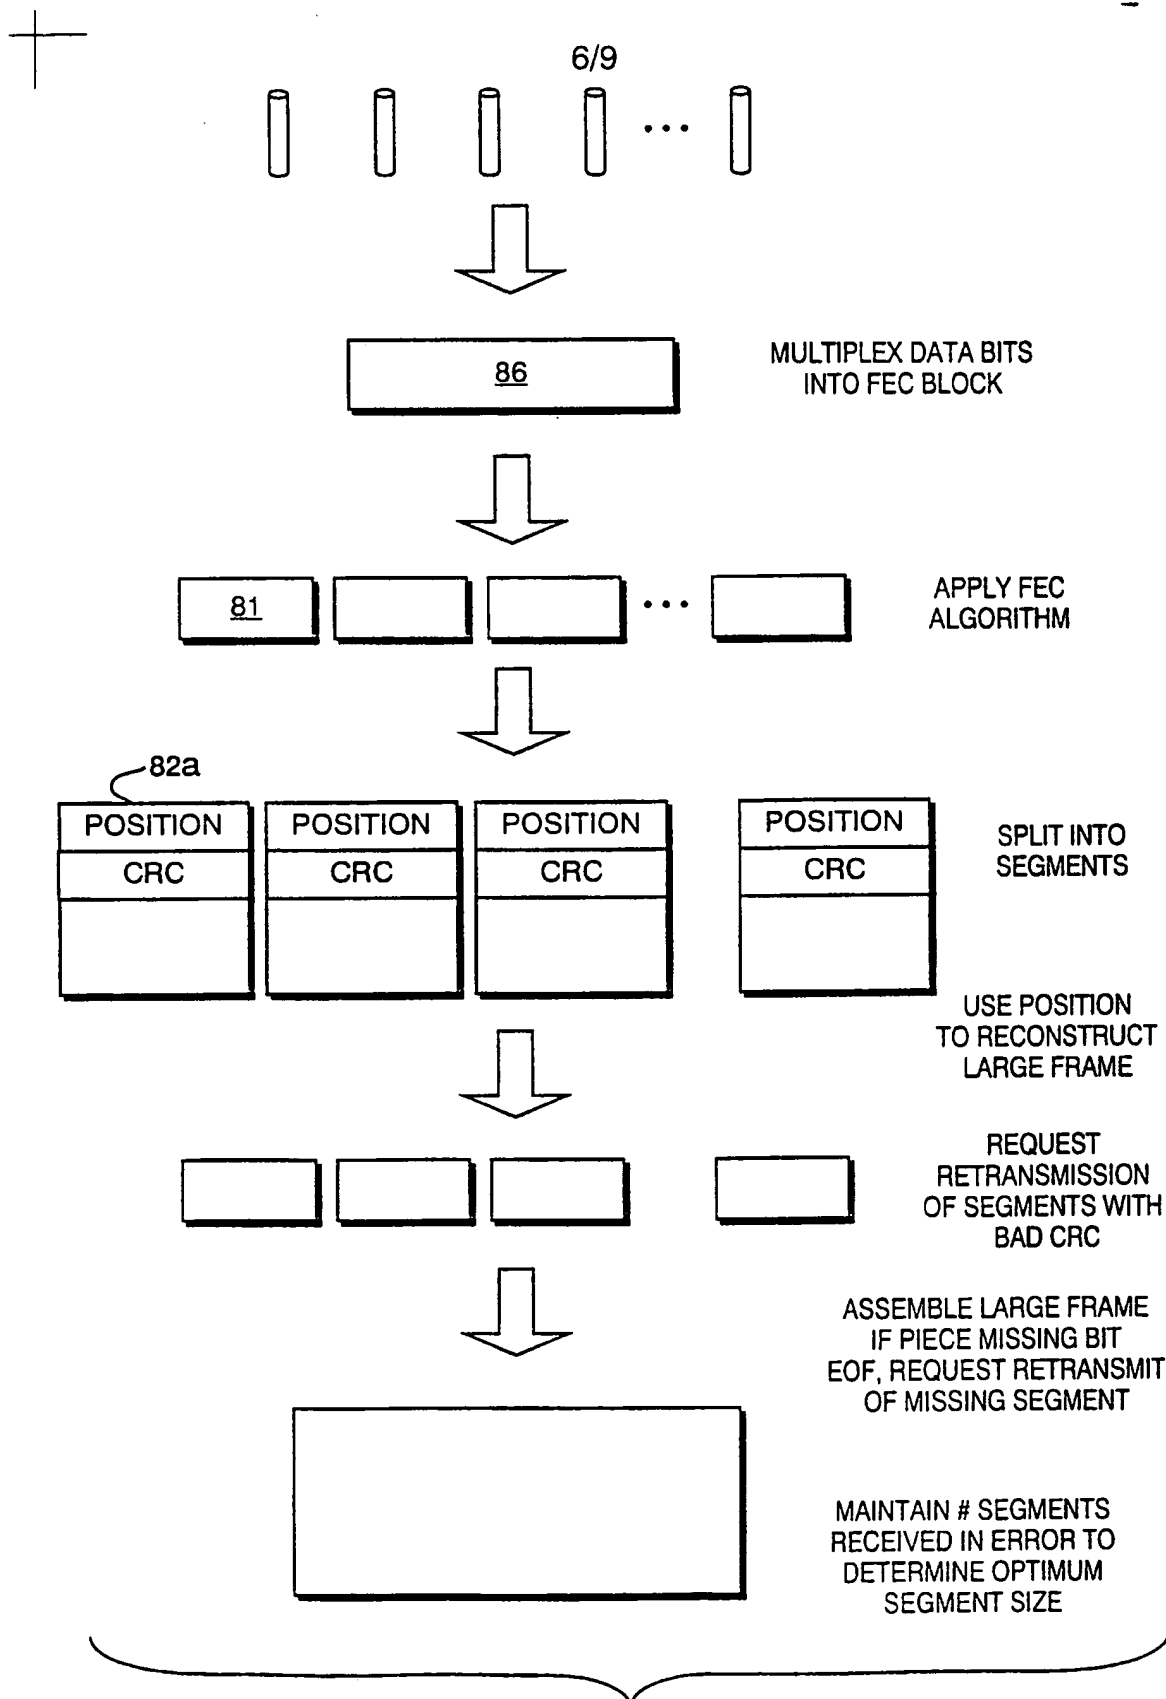 6/9
86
MULTIPLEX DATA BITS
INTO FEC BLOCK
81
APPLY FEC
ALGORITHM
82a
POSITION
CRC
POSITION
CRC
POSITION
CRC
POSITION
CRC
SPLIT INTO
SEGMENTS
USE POSITION
TO RECONSTRUCT
LARGE FRAME
REQUEST
RETRANSMISSION
OF SEGMENTS WITH
BAD CRC
ASSEMBLE LARGE FRAME
IF PIECE MISSING BIT
EOF, REQUEST RETRANSMIT
OF MISSING SEGMENT
MAINTAIN # SEGMENTS
RECEIVED IN ERROR TO
DETERMINE OPTIMUM
SEGMENT SIZE